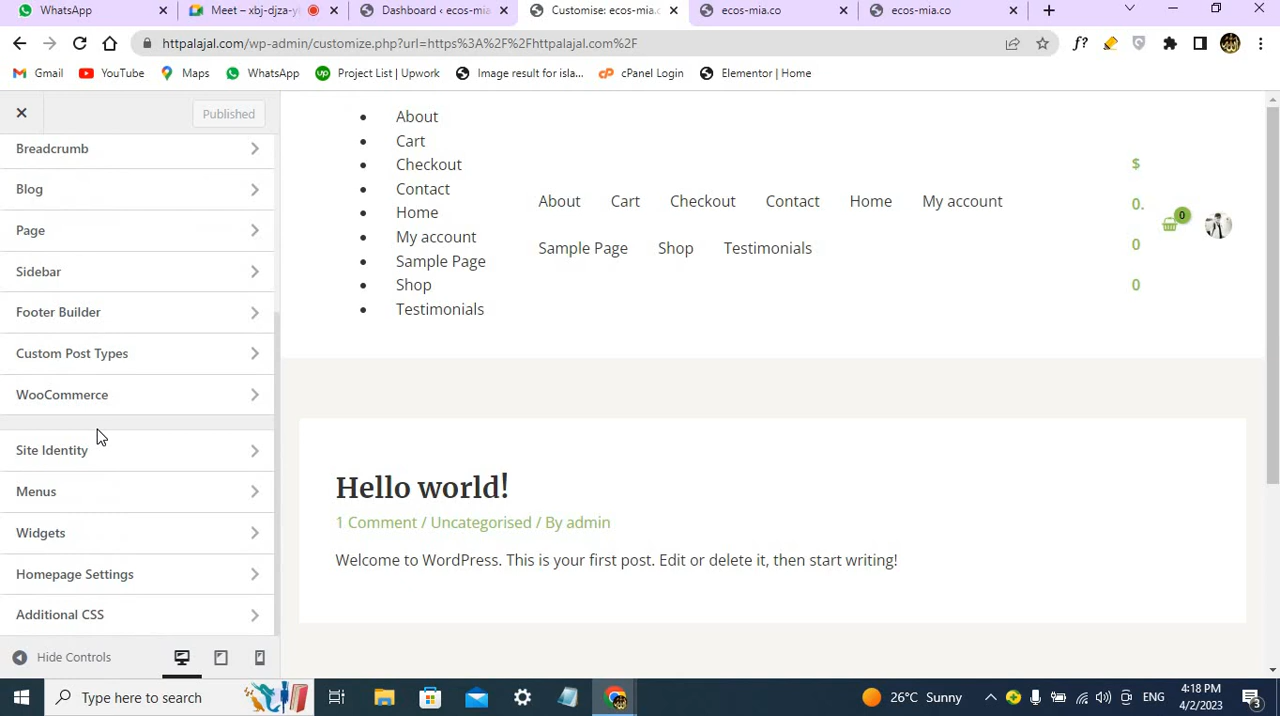 WhatsApp
Meet – xbj-djza-yi
Dashboard ‹ ecos-mia
Customise: ecos-mia.c
ecos-mia.co
ecos-mia.co
httpalajal.com/wp-admin/customize.php?url=https%3A%2F%2Fhttpalajal.com%2F
f?
Gmail
YouTube
Maps
WhatsApp
Project List | Upwork
Image result for isla...
cPanel Login
Elementor | Home
Published
Breadcrumb
Blog
Page
Sidebar
Footer Builder
Custom Post Types
WooCommerce
Site Identity
Menus
Widgets
Homepage Settings
Additional CSS
Hide Controls
About
Cart
Checkout
Contact
Home
My account
Sample Page
Shop
Testimonials
About Cart Checkout Contact Home My account
Sample Page Shop Testimonials
$
0.
0
0
0
Hello world!
1 Comment / Uncategorised / By admin
Welcome to WordPress. This is your first post. Edit or delete it, then start writing!
Type here to search
26°C Sunny
ENG
4:18 PM
4/2/2023
3